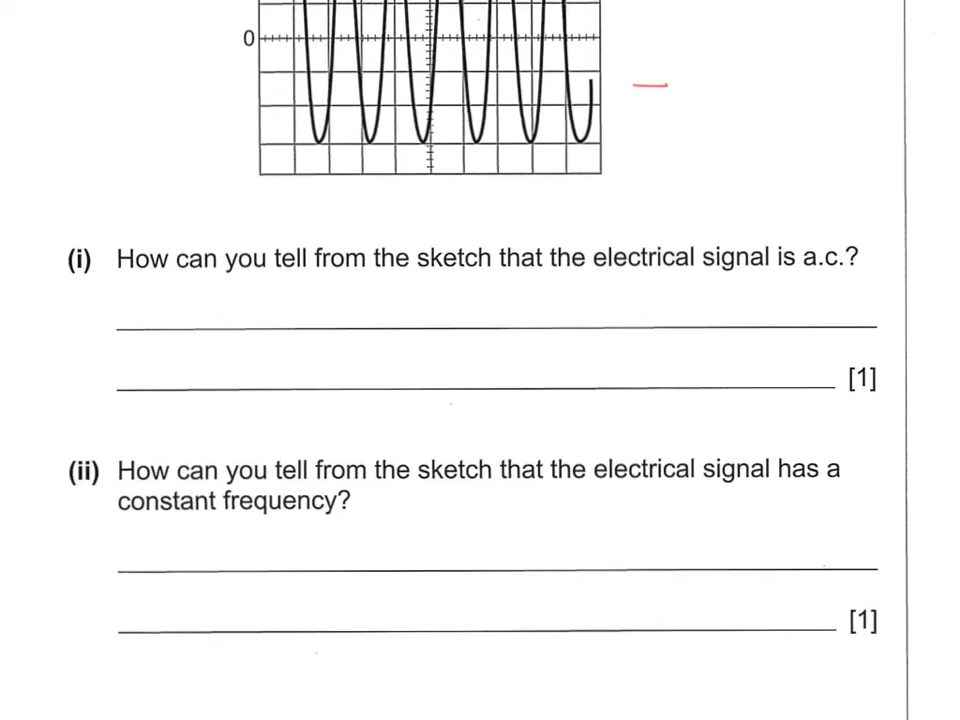 0
(i) How can you tell from the sketch that the electrical signal is a.c.?
[1]
(ii) How can you tell from the sketch that the electrical signal has a
constant frequency?
[1]